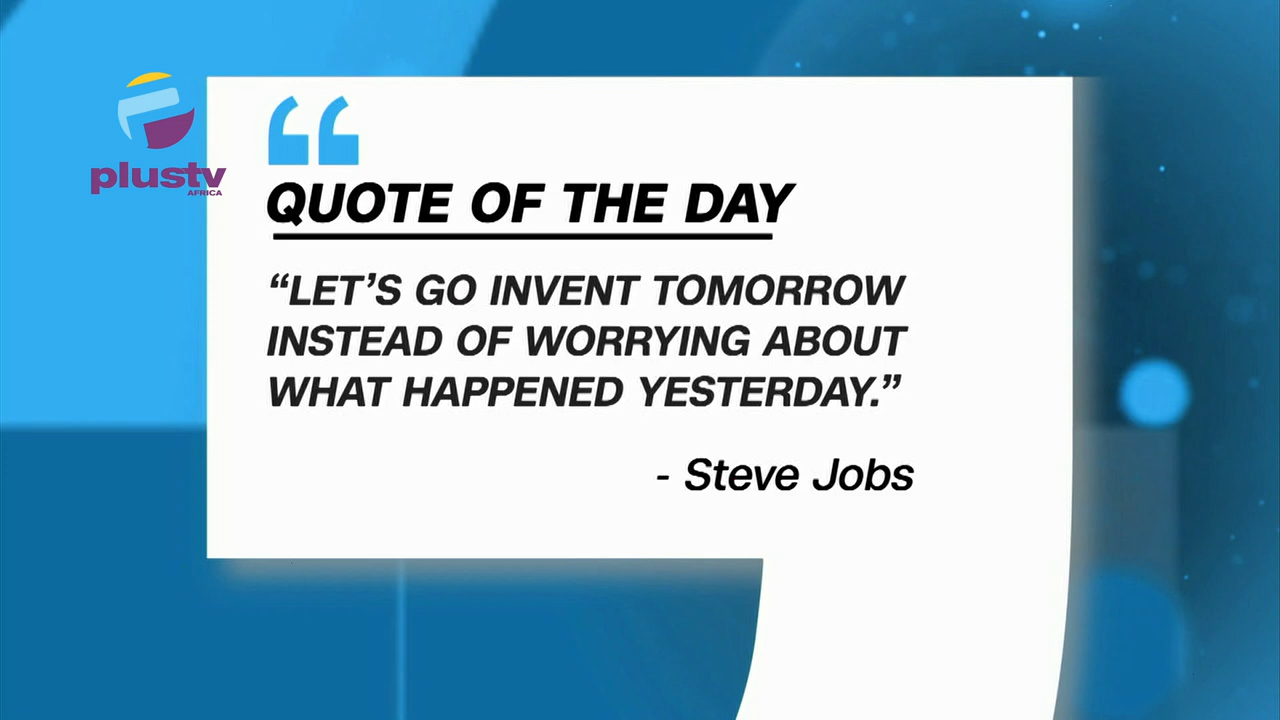 plustv
AFRICA
“
QUOTE OF THE DAY
“LET’S GO INVENT TOMORROW
INSTEAD OF WORRYING ABOUT
WHAT HAPPENED YESTERDAY.”
- Steve Jobs